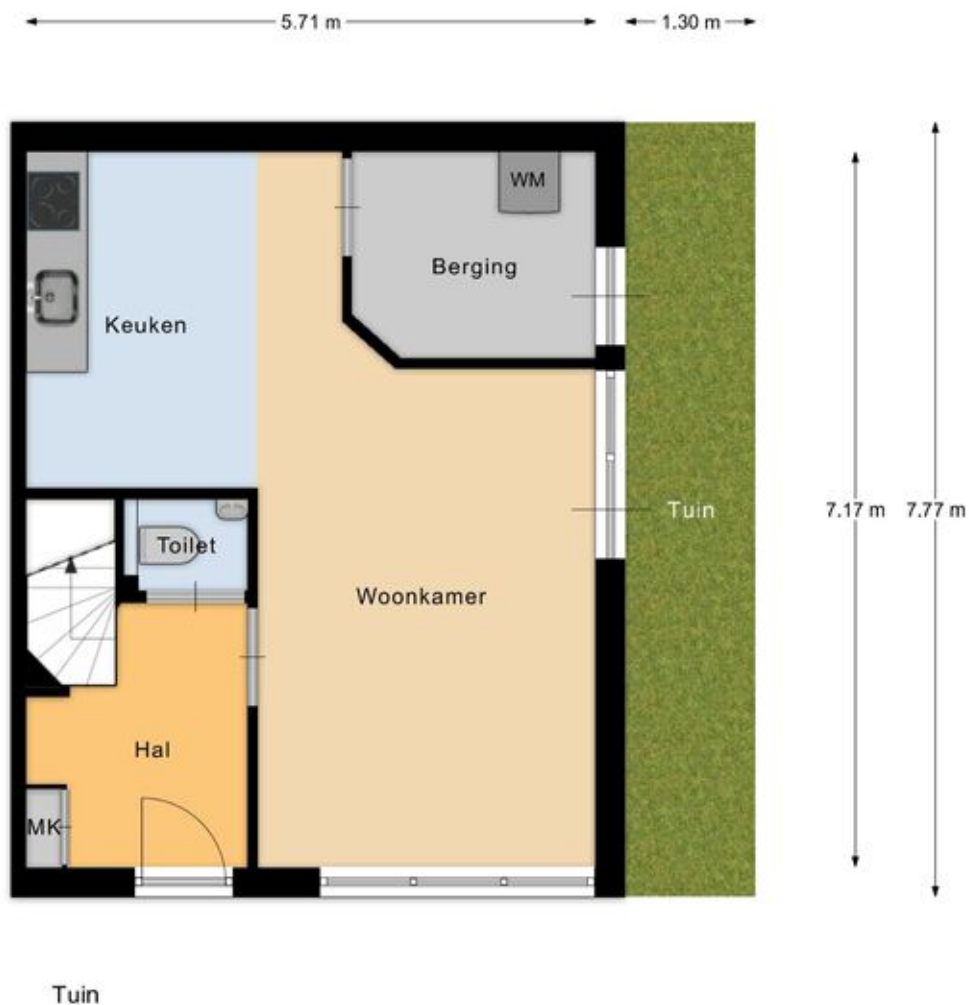 5.71 m
1.30 m
WM
Berging
Keuken
7.17 m
7.77 m
Tuin
Toilet
Woonkamer
Hal
MK
Tuin